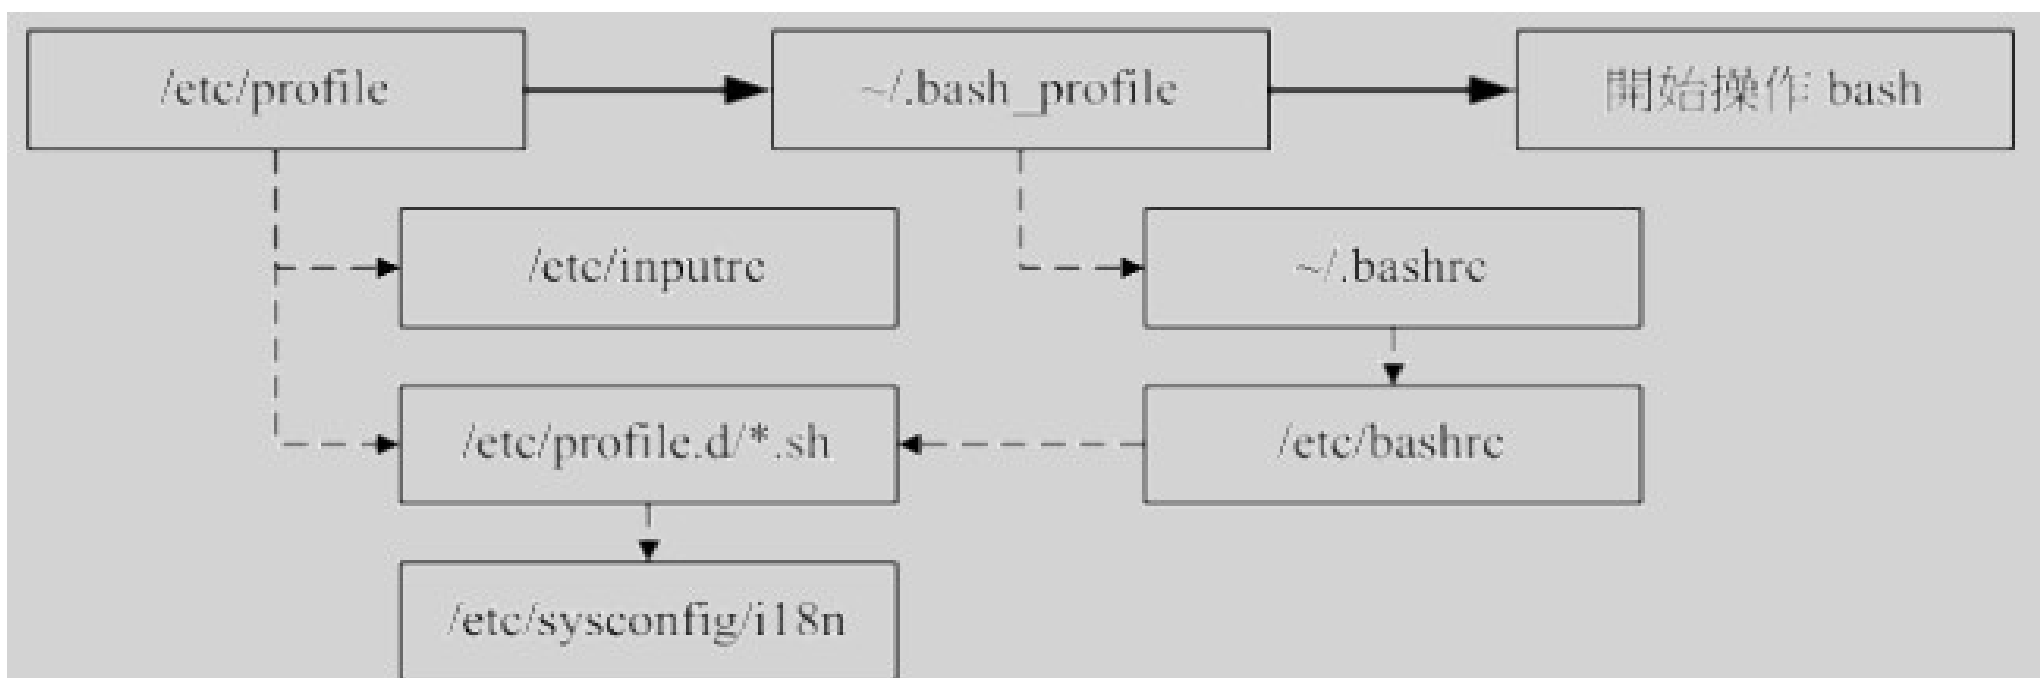 /etc/profile
~/.bash_profile
開始操作 bash
/etc/inputrc
~/.bashrc
/etc/profile.d/*.sh
/etc/bashrc
/etc/sysconfig/i18n